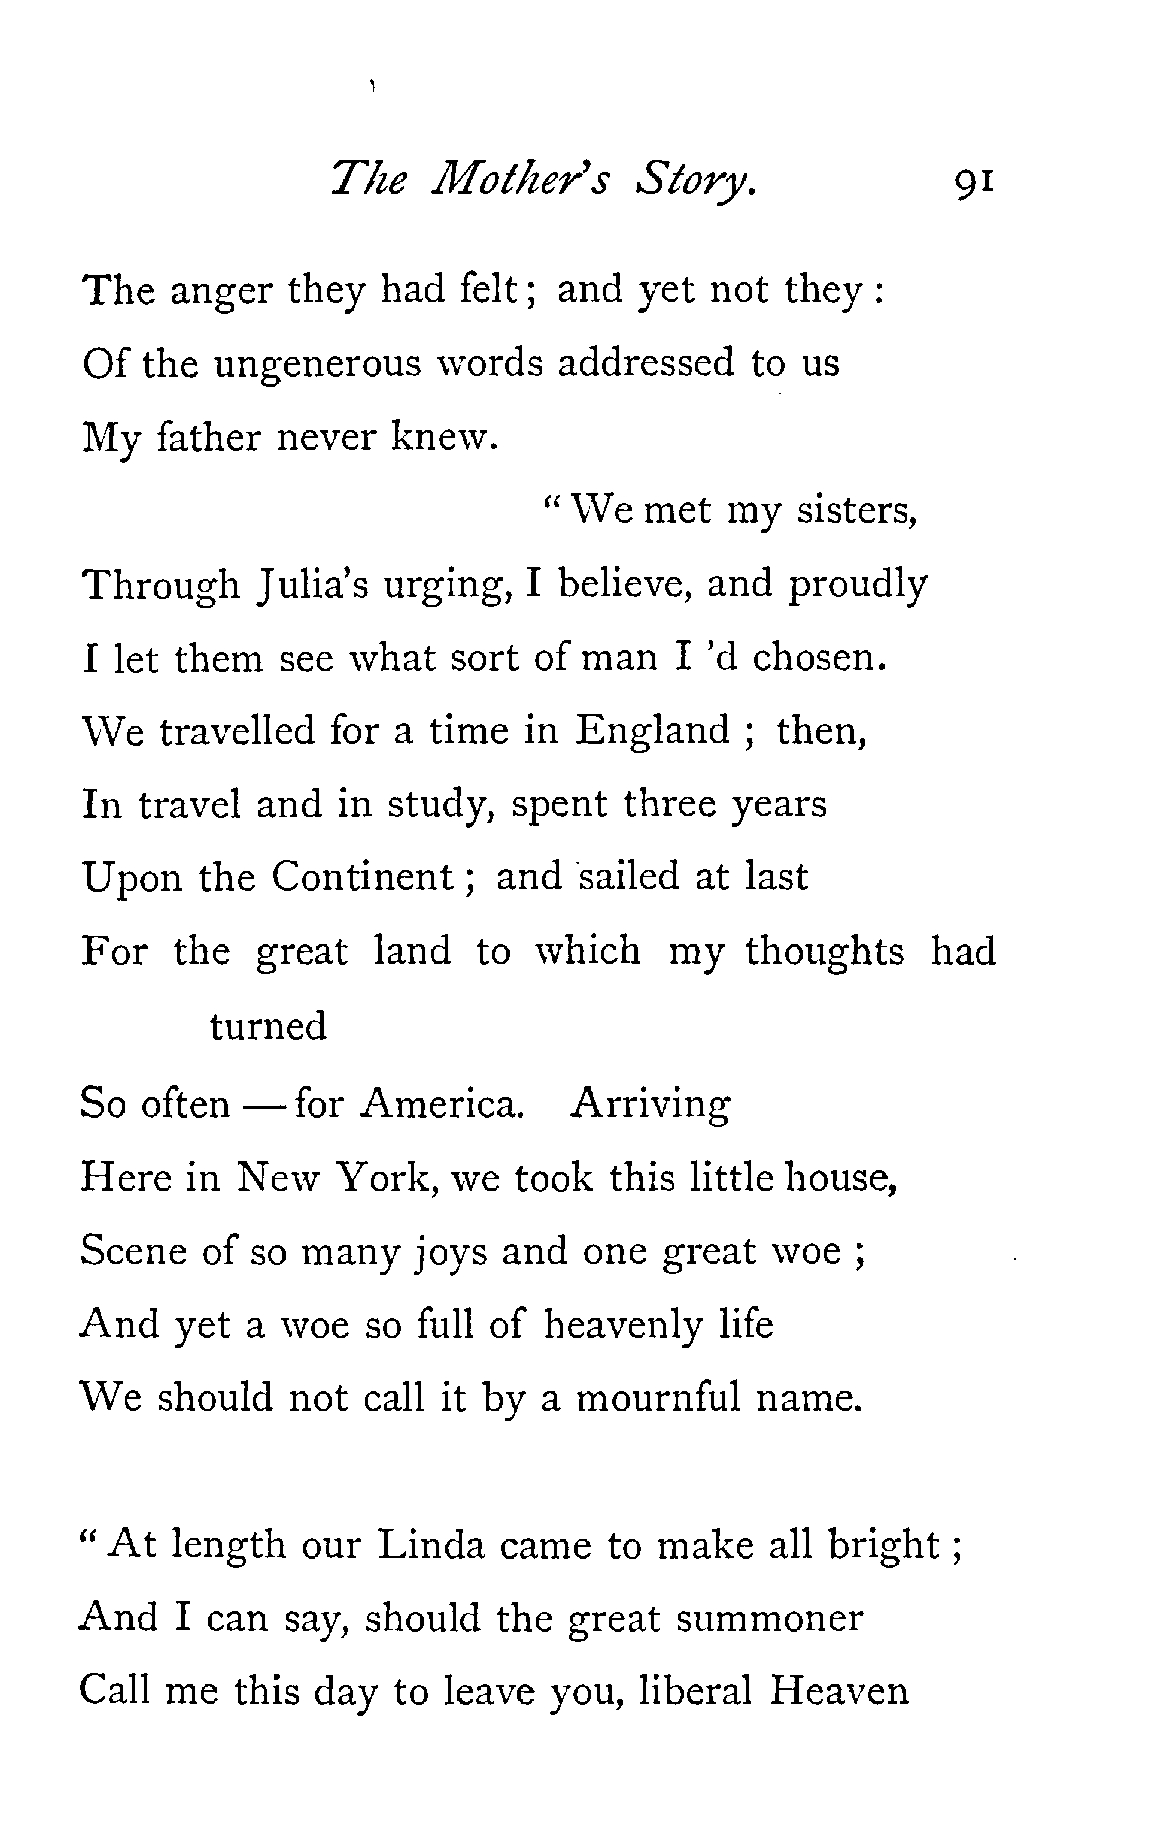 The Mother's Story. 91
The anger they had felt; and yet not they :
Of the ungenerous words addressed to us
My father never knew.
“ We met my sisters,
Through Julia's urging, I believe, and proudly
I let them see what sort of man I 'd chosen.
We travelled for a time in England ; then,
In travel and in study, spent three years
Upon the Continent ; and sailed at last
For the great land to which my thoughts had
turned
So often — for America. Arriving
Here in New York, we took this little house,
Scene of so many joys and one great woe ;
And yet a woe so full of heavenly life
We should not call it by a mournful name.
“ At length our Linda came to make all bright ;
And I can say, should the great summoner
Call me this day to leave you, liberal Heaven